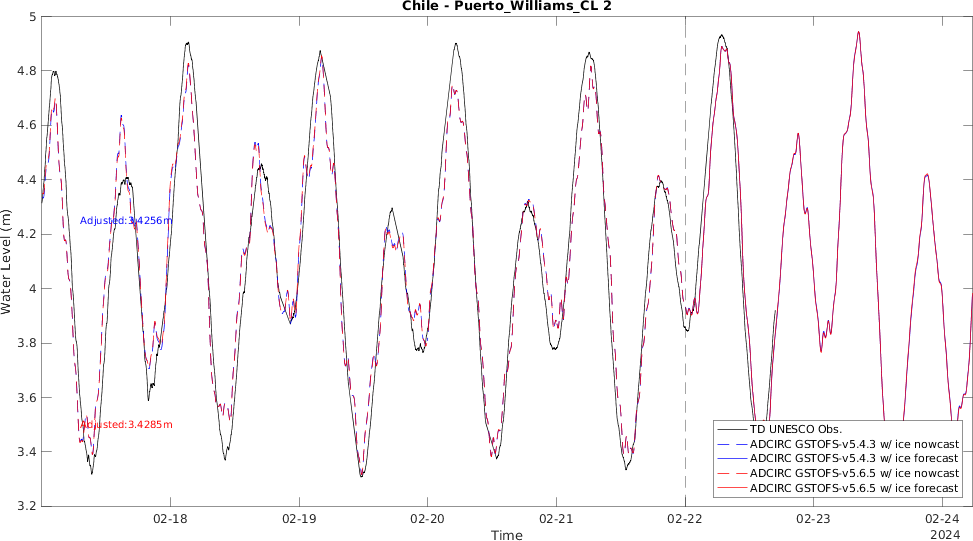 Chile - Puerto_Williams_CL 2
5
4.8
4.6
4.4
4.2
4
3.8
3.6
3.4
3.2
Water Level (m)
Adjusted:3.4256m
Adjusted:3.4285m
TD UNESCO Obs.
ADCIRC GSTOFS-v5.4.3 w/ ice nowcast
ADCIRC GSTOFS-v5.4.3 w/ ice forecast
ADCIRC GSTOFS-v5.6.5 w/ ice nowcast
ADCIRC GSTOFS-v5.6.5 w/ ice forecast
02-18 02-19 02-20 02-21 02-22 02-23 02-24
Time
2024